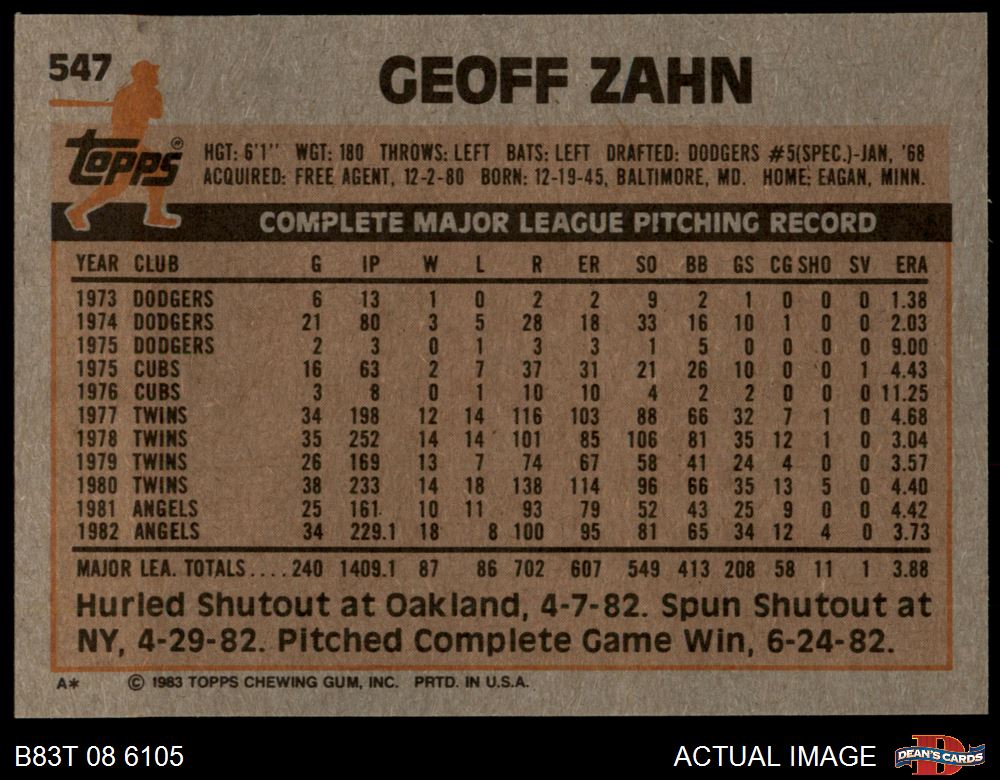 547
GEOFF ZAHN
Topps®
HGT: 6'1" WGT: 180 THROWS: LEFT BATS: LEFT DRAFTED: DODGERS #5(SPEC.)-JAN, '68
ACQUIRED: FREE AGENT, 12-2-80 BORN: 12-19-45, BALTIMORE, MD. HOME: EAGAN, MINN.
COMPLETE MAJOR LEAGUE PITCHING RECORD
YEAR CLUB G IP W L R ER SO BB GS CG SHO SV ERA
1973 DODGERS 6 13 1 0 2 2 9 2 1 0 0 0 1.38
1974 DODGERS 21 80 3 5 28 18 33 16 10 1 0 0 2.03
1975 DODGERS 2 3 0 1 3 3 1 5 0 0 0 0 9.00
1975 CUBS 16 63 2 7 37 31 21 26 10 0 0 1 4.43
1976 CUBS 3 8 0 1 10 10 4 2 2 0 0 0 11.25
1977 TWINS 34 198 12 14 116 103 88 66 32 7 1 0 4.68
1978 TWINS 35 252 14 14 101 85 106 81 35 12 1 0 3.04
1979 TWINS 26 169 13 7 74 67 58 41 24 4 0 0 3.57
1980 TWINS 38 233 14 18 138 114 96 66 35 13 5 0 4.40
1981 ANGELS 25 161 10 11 93 79 52 43 25 9 0 0 4.42
1982 ANGELS 34 229.1 18 8 100 95 81 65 34 12 4 0 3.73
MAJOR LEA. TOTALS.... 240 1409.1 87 86 702 607 549 413 208 58 11 1 3.88
Hurled Shutout at Oakland, 4-7-82. Spun Shutout at
NY, 4-29-82. Pitched Complete Game Win, 6-24-82.
A* © 1983 TOPPS CHEWING GUM, INC. PRTD. IN U.S.A.
B83T 08 6105 ACTUAL IMAGE DEAN'S CARDS